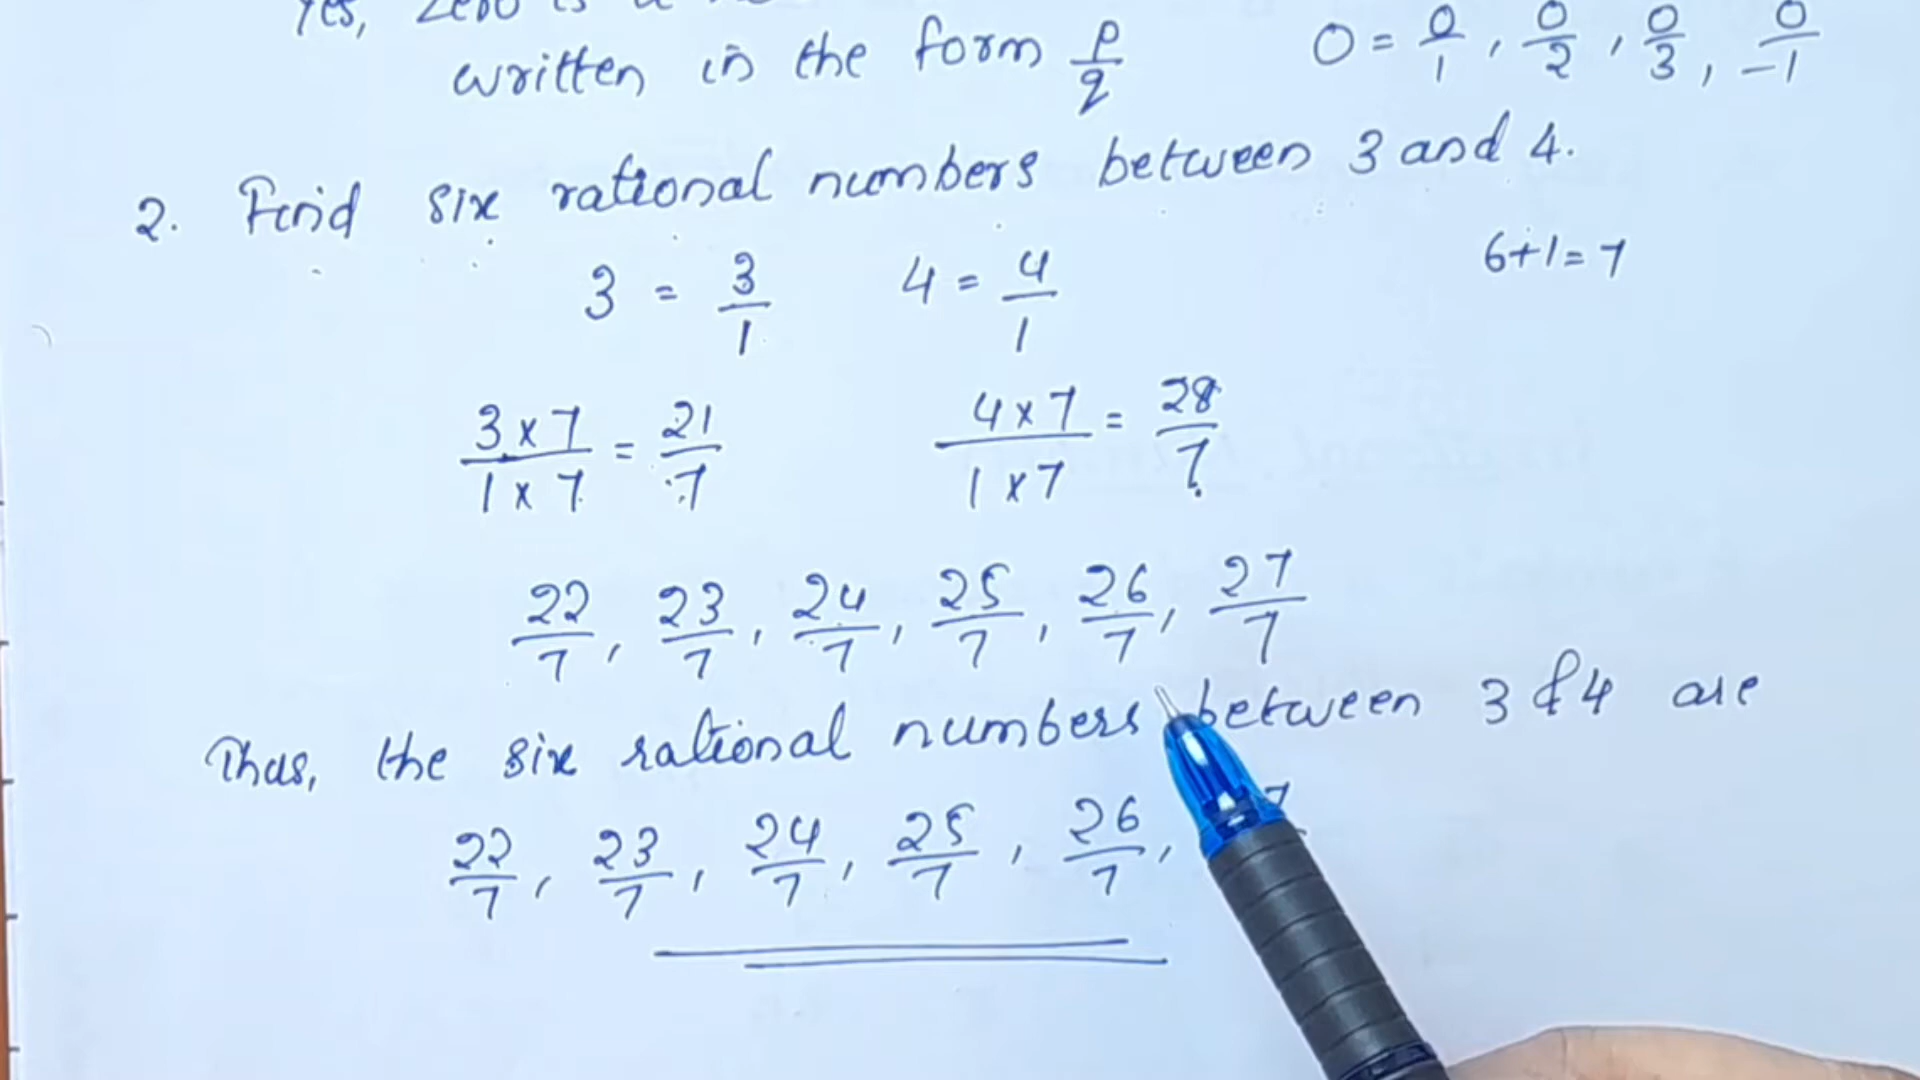 Yes, Zero is a
written in the form p/q 0 = 0/1, 0/2, 0/3, 0/-1
2. Find six rational numbers between 3 and 4.
3 = 3/1 4 = 4/1 6+1=7
3×7/1×7 = 21/7 4×7/1×7 = 28/7
22/7, 23/7, 24/7, 25/7, 26/7, 27/7
Thus, the six rational numbers between 3 & 4 are
22/7, 23/7, 24/7, 25/7, 26/7,